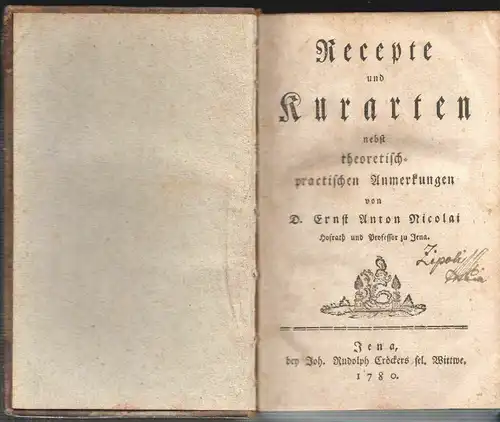 Recepte
und
Kurarten
nebst
theoretisch-
practischen Anmerkungen
von
D. Ernst Anton Nicolai
Hofrath und Professor zu Jena.
Jena,
bey Joh. Rudolph Cröckers sel. Wittwe,
1780.